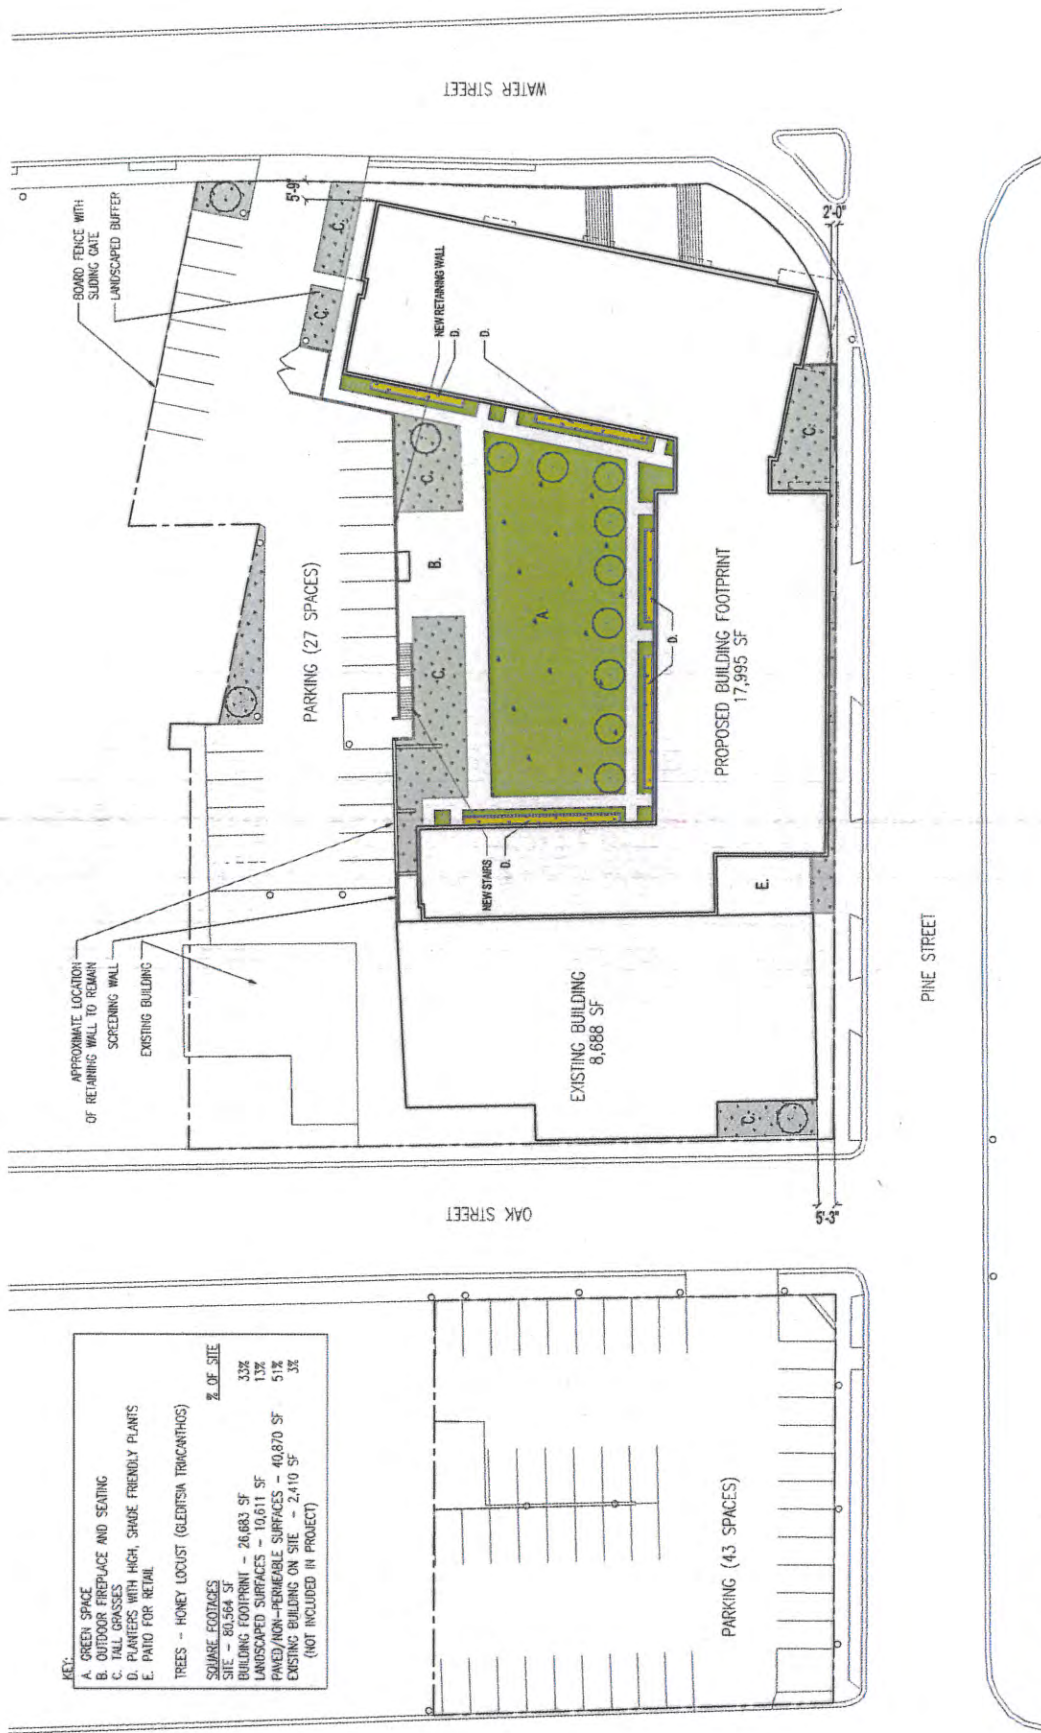 WATER STREET
BOARD FENCE WITH
SLIDING GATE
LANDSCAPED BUFFER
5'-9"
2'-0"
C.
C.
NEW RETAINING WALL
D.
D.
C.
C.
B.
A
PARKING (27 SPACES)
C.
D.
PROPOSED BUILDING FOOTPRINT
17,995 SF
NEW STAIRS
D.
E.
APPROXIMATE LOCATION
OF RETAINING WALL TO REMAIN
SCREENING WALL
EXISTING BUILDING
EXISTING BUILDING
8,688 SF
C.
PINE STREET
OAK STREET
5'-3"
KEY:
A. GREEN SPACE
B. OUTDOOR FIREPLACE AND SEATING
C. TALL GRASSES
D. PLANTERS WITH HIGH, SHADE FRIENDLY PLANTS
E. PATIO FOR RETAIL
TREES - HONEY LOCUST (GLEDITSIA TRIACANTHOS)
SQUARE FOOTAGES % OF SITE
SITE - 80,564 SF
BUILDING FOOTPRINT - 26,683 SF 33%
LANDSCAPED SURFACES - 10,611 SF 13%
PAVED/NON-PERMEABLE SURFACES - 40,870 SF 51%
EXISTING BUILDING ON SITE - 2,410 SF 3%
(NOT INCLUDED IN PROJECT)
PARKING (43 SPACES)